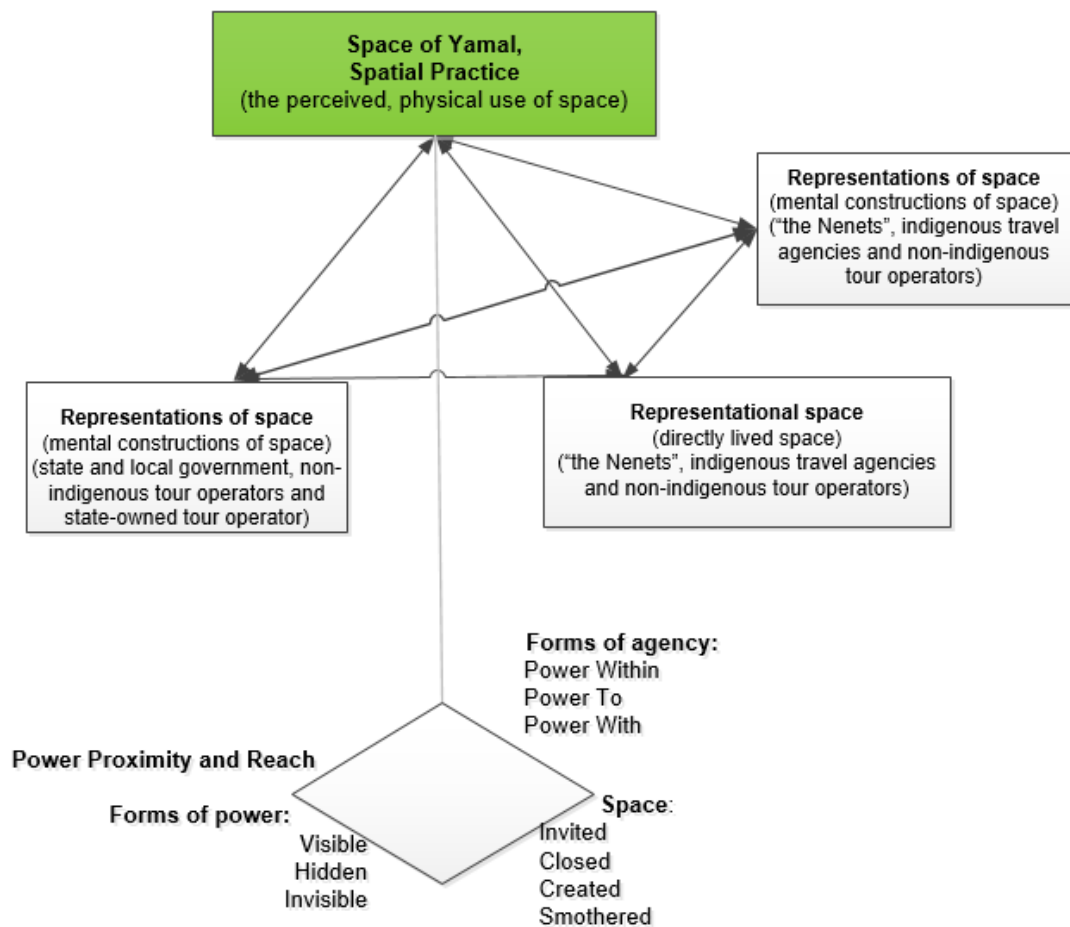 Space of Yamal,
Spatial Practice
(the perceived, physical use of space)
Representations of space
(mental constructions of space)
(“the Nenets”, indigenous travel
agencies and non-indigenous
tour operators)
Representations of space
(mental constructions of space)
(state and local government, non-
indigenous tour operators and
state-owned tour operator)
Representational space
(directly lived space)
(“the Nenets”, indigenous travel agencies
and non-indigenous tour operators)
Forms of agency:
Power Within
Power To
Power With
Power Proximity and Reach
Forms of power:
Visible
Hidden
Invisible
Space:
Invited
Closed
Created
Smothered